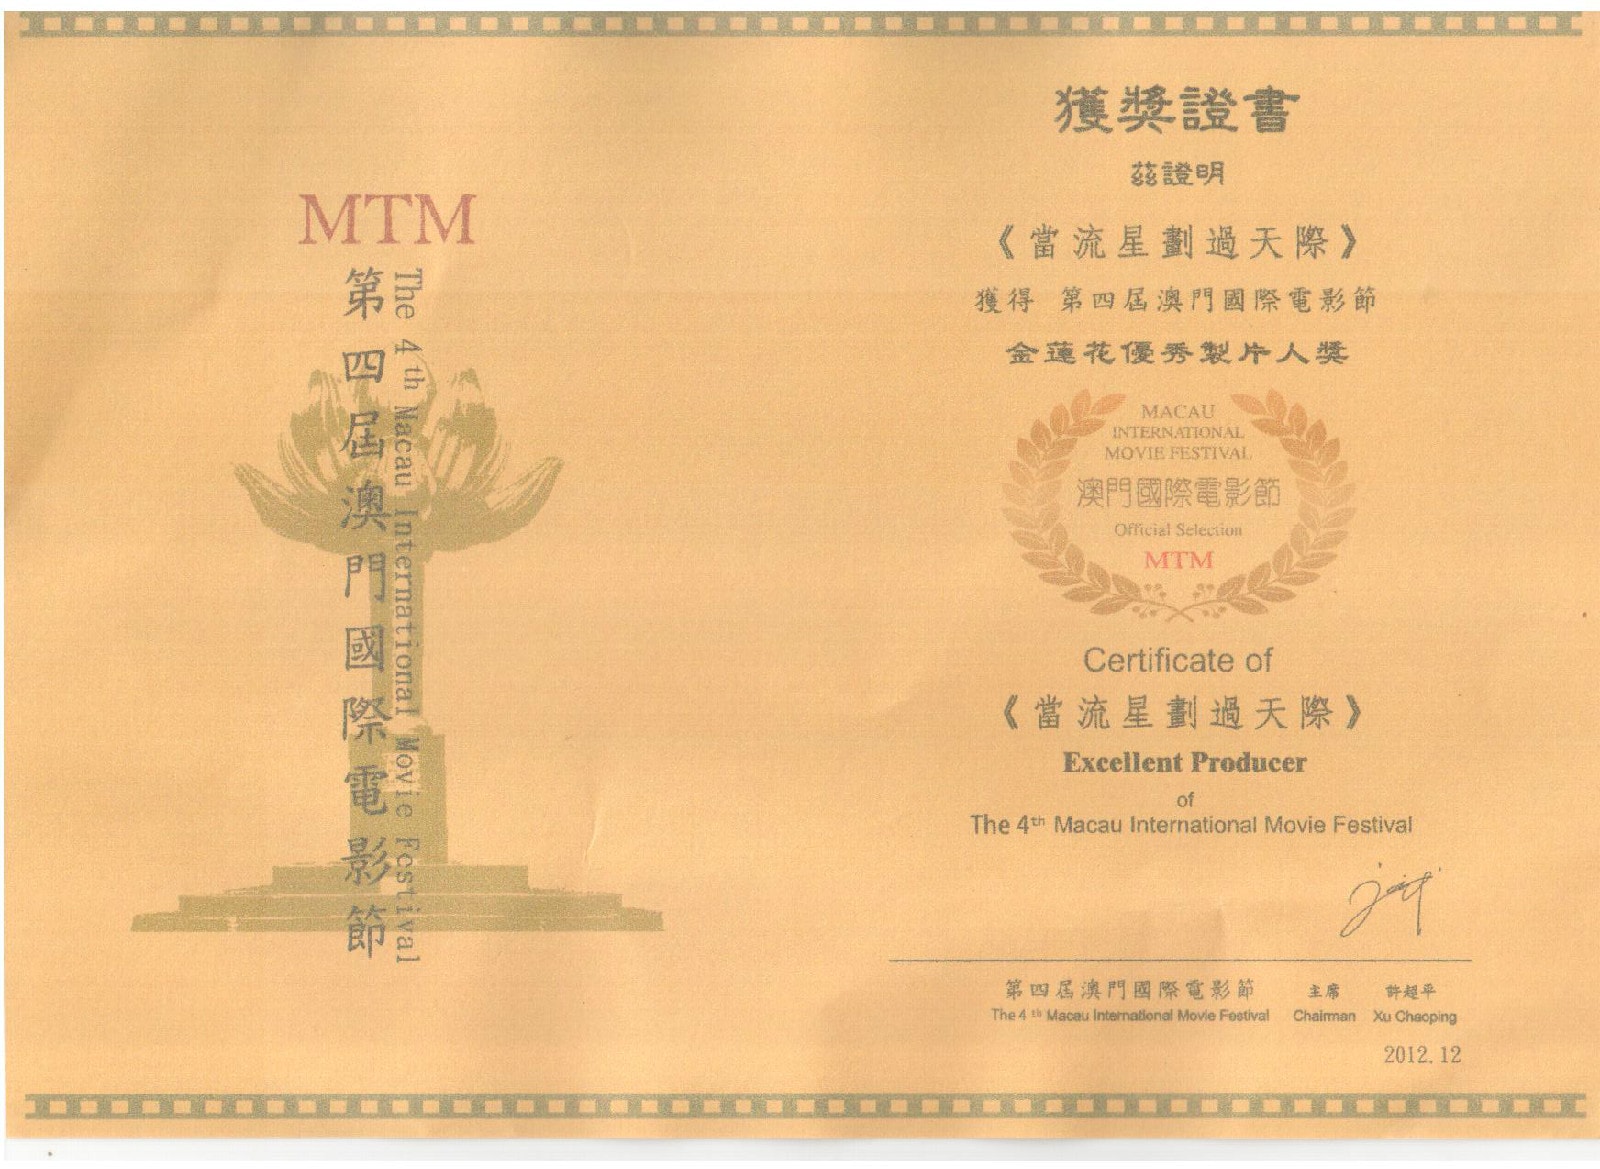 MTM
第四屆澳門國際電影節
The 4th Macau International Movie Festival
獲獎證書
茲證明
《當流星劃過天際》
獲得 第四屆澳門國際電影節
金蓮花優秀製片人獎
MACAU
INTERNATIONAL
MOVIE FESTIVAL
澳門國際電影節
Official Selection
MTM
Certificate of
《當流星劃過天際》
Excellent Producer
of
The 4th Macau International Movie Festival
第四屆澳門國際電影節 主席 許超平
The 4th Macau International Movie Festival Chairman Xu Chaoping
2012.12